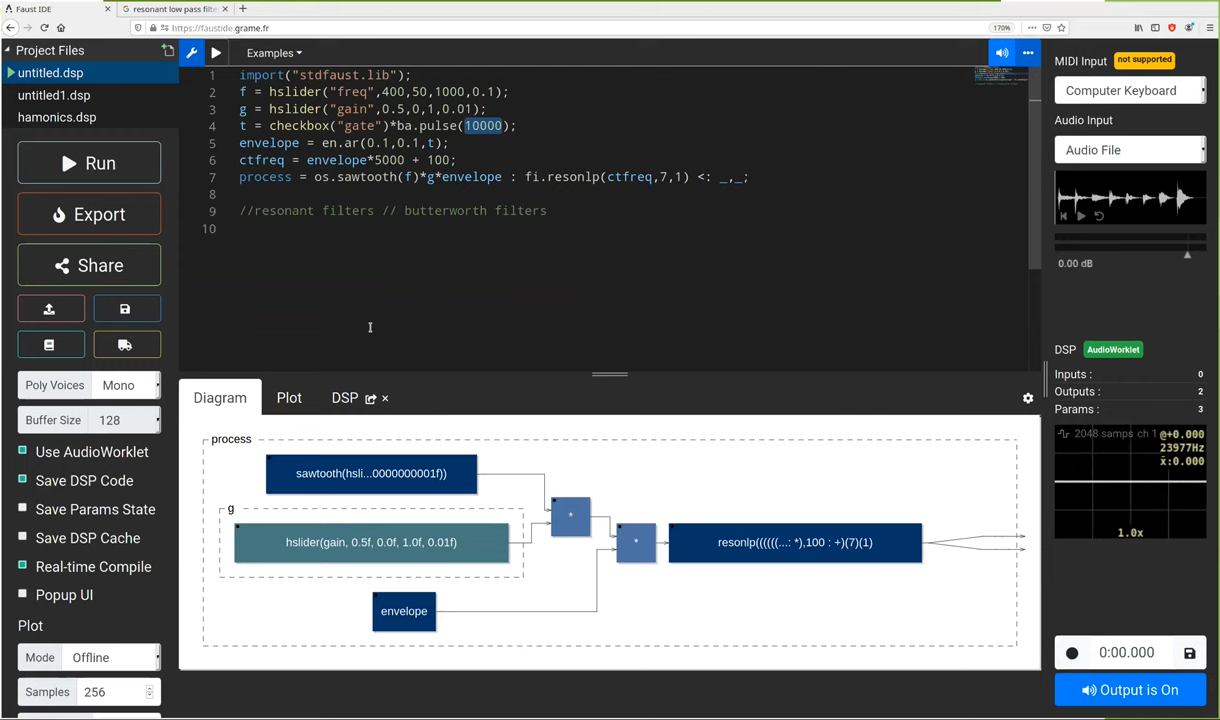 Faust IDE
resonant low pass filte
https://faustide.grame.fr
170%
Project Files
untitled.dsp
untitled1.dsp
hamonics.dsp
Run
Export
Share
Poly Voices Mono
Buffer Size 128
Use AudioWorklet
Save DSP Code
Save Params State
Save DSP Cache
Real-time Compile
Popup UI
Plot
Mode Offline
Samples 256
Examples
1 import("stdfaust.lib");
2 f = hslider("freq",400,50,1000,0.1);
3 g = hslider("gain",0.5,0,1,0.01);
4 t = checkbox("gate")*ba.pulse(10000);
5 envelope = en.ar(0.1,0.1,t);
6 ctfreq = envelope*5000 + 100;
7 process = os.sawtooth(f)*g*envelope : fi.resonlp(ctfreq,7,1) <: _,_;
8
9 //resonant filters // butterworth filters
10
Diagram Plot DSP
process
sawtooth(hsli...0000000001f))
g
hslider(gain, 0.5f, 0.0f, 1.0f, 0.01f)
*
*
resonlp((((((...: *),100 : +)(7)(1)
envelope
MIDI Input not supported
Computer Keyboard
Audio Input
Audio File
0.00 dB
DSP AudioWorklet
Inputs : 0
Outputs : 2
Params : 3
2048 samps ch 1 @+0.000
23977Hz
x̄:0.000
1.0x
0:00.000
Output is On